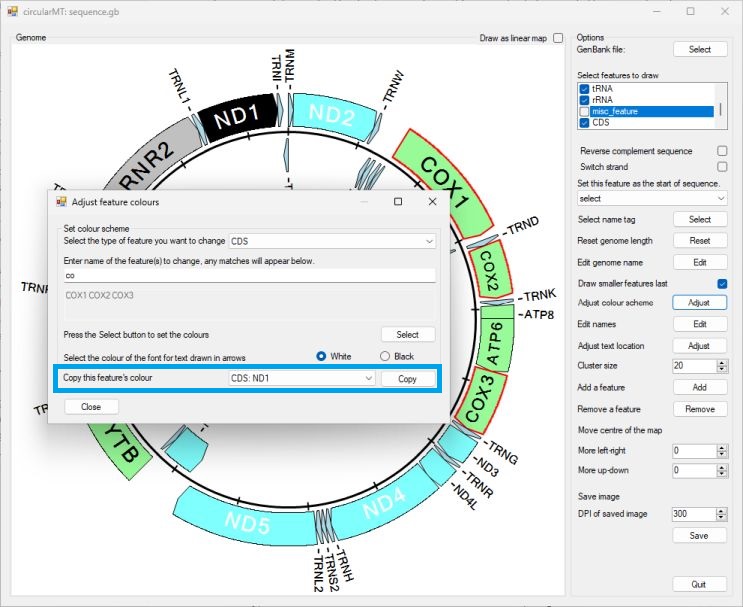 circularMT: sequence.gb
Genome
Draw as linear map
Options
GenBank file:
Select
Select features to draw
tRNA
rRNA
misc_feature
CDS
Reverse complement sequence
Switch strand
Set this feature as the start of sequence.
select
Select name tag
Select
Reset genome length
Reset
Edit genome name
Edit
Draw smaller features last
Adjust colour scheme
Adjust
Edit names
Edit
Adjust text location
Adjust
Cluster size
20
Add a feature
Add
Remove a feature
Remove
Move centre of the map
More left-right
0
More up-down
0
Save image
DPI of saved image
300
Save
Quit
TRNL1
TRNI
TRNM
TRNW
ND1
ND2
RNR2
COX1
TRND
COX2
TRNK
ATP8
ATP6
COX3
TRNG
ND3
TRNR
ND4L
ND4
TRNH
TRNS2
TRNL2
ND5
YTB
Adjust feature colours
Set colour scheme
Select the type of feature you want to change
CDS
Enter name of the feature(s) to change, any matches will appear below.
co
COX1 COX2 COX3
Press the Select button to set the colours
Select
Select the colour of the font for text drawn in arrows
White
Black
Copy this feature's colour
CDS: ND1
Copy
Close